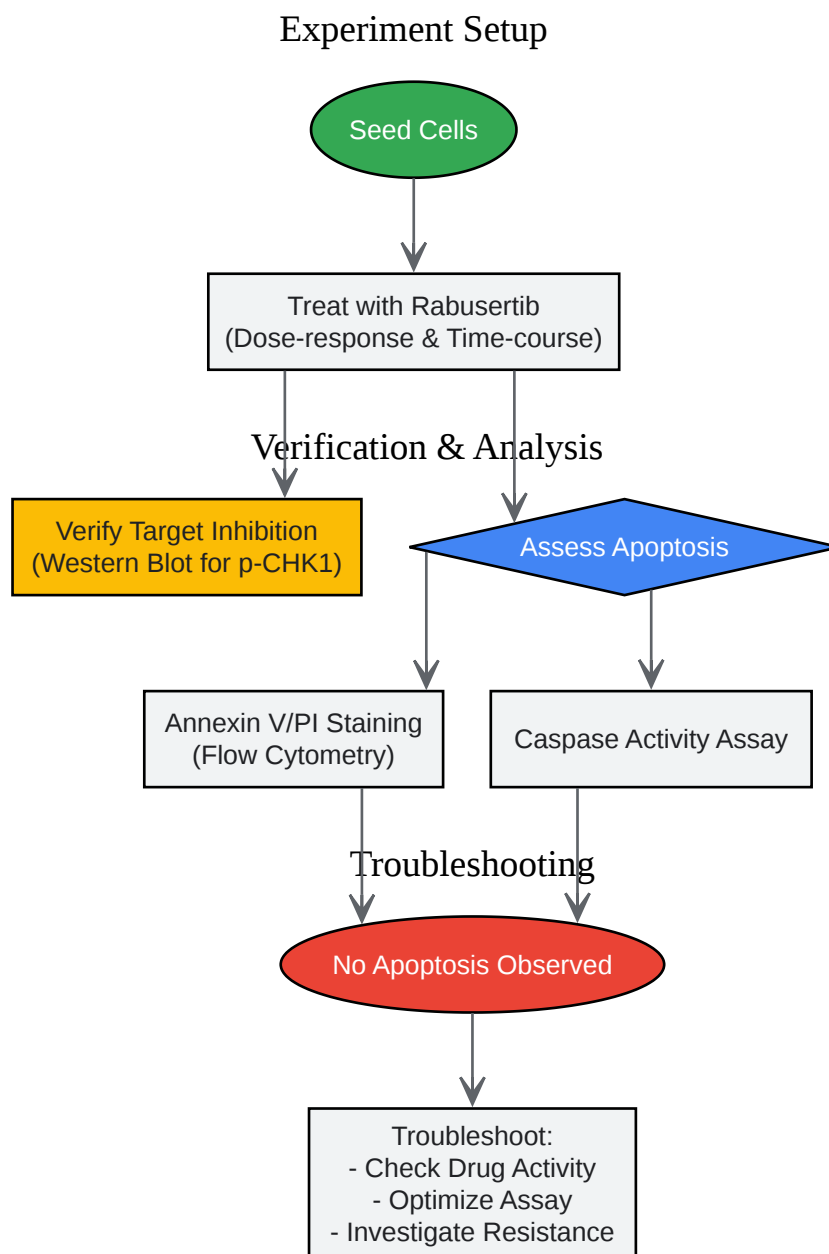 Experiment Setup
Seed Cells
Treat with Rabusertib
(Dose-response & Time-course)
Verification & Analysis
Verify Target Inhibition
(Western Blot for p-CHK1)
Assess Apoptosis
Annexin V/PI Staining
(Flow Cytometry)
Caspase Activity Assay
Troubleshooting
No Apoptosis Observed
Troubleshoot:
- Check Drug Activity
- Optimize Assay
- Investigate Resistance